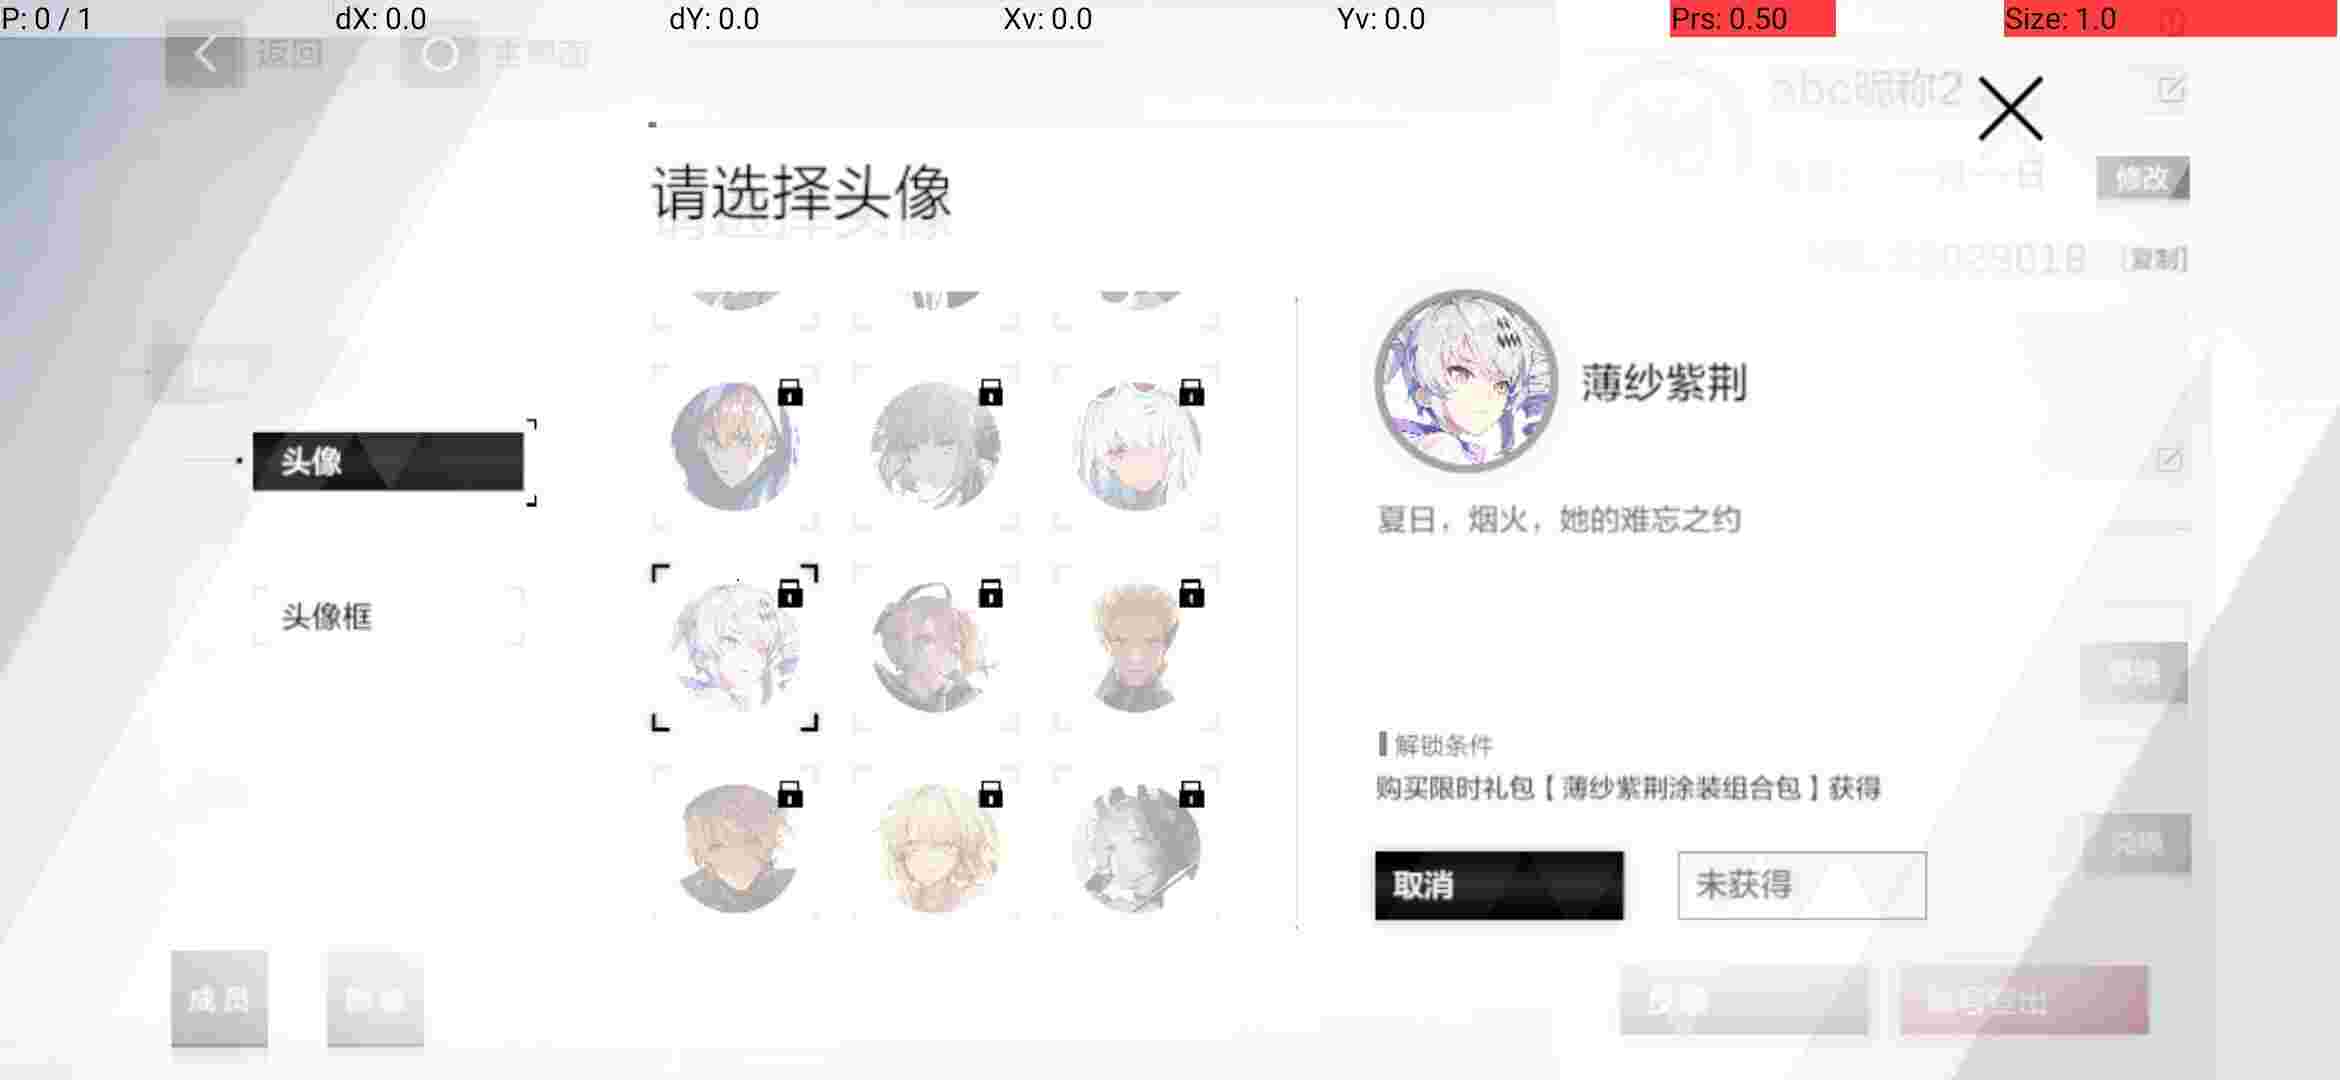 P: 0 / 1 dX: 0.0 dY: 0.0 Xv: 0.0 Yv: 0.0 Prs: 0.50 Size: 1.0
返回 主界面
abc昵称2
请选择头像
修改
029018 [复制]
薄纱紫荆
头像
夏日，烟火，她的难忘之约
头像框
解锁条件
购买限时礼包【薄纱紫荆涂装组合包】获得
取消 未获得
兑换
成员